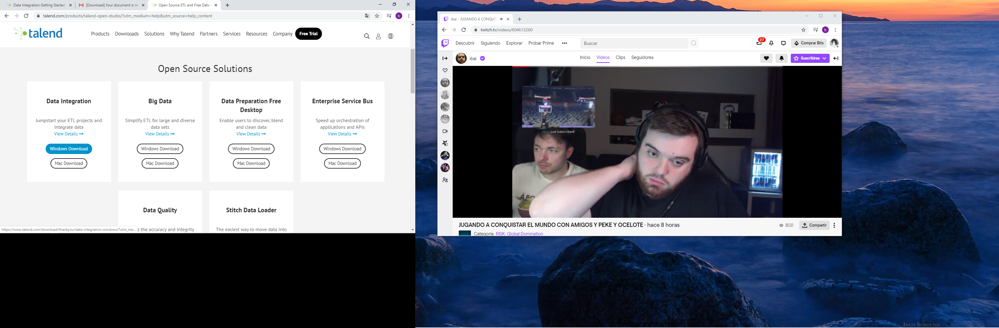 Data Integration Getting Started
[Download] Your document is rea
Open Source ETL and Free Data
talend.com/products/talend-open-studio/?utm_medium=help&utm_source=help_content
b
talend
Products
Downloads
Solutions
Why Talend
Partners
Services
Resources
Company
Free Trial
Open Source Solutions
Data Integration
Jumpstart your ETL projects and
integrate data
View Details
Windows Download
Mac Download
Big Data
Simplify ETL for large and diverse
data sets
View Details
Windows Download
Mac Download
Data Preparation Free
Desktop
Enable users to discover, blend
and clean data
View Details
Windows Download
Mac Download
Enterprise Service Bus
Speed up orchestration of
applications and APIs
View Details
Windows Download
Mac Download
Data Quality
s the accuracy and integrity
Stitch Data Loader
The easiest way to move data into
https://www.talend.com/download/thankyou/data-integration-windows/?utm_me...
ibai - JUGANDO A CONQUIS
twitch.tv/videos/604613260
b
Descubrir
Siguiendo
Explorar
Probar Prime
Buscar
27
Comprar Bits
ibai
Inicio
Vídeos
Clips
Seguidores
Suscribirse
rytav just subscribed!
JUGANDO A CONQUISTAR EL MUNDO CON AMIGOS Y PEKE Y OCELOTE · hace 8 horas
8131
Compartir
Categoría: RISK: Global Domination
INGO SCHOLTES